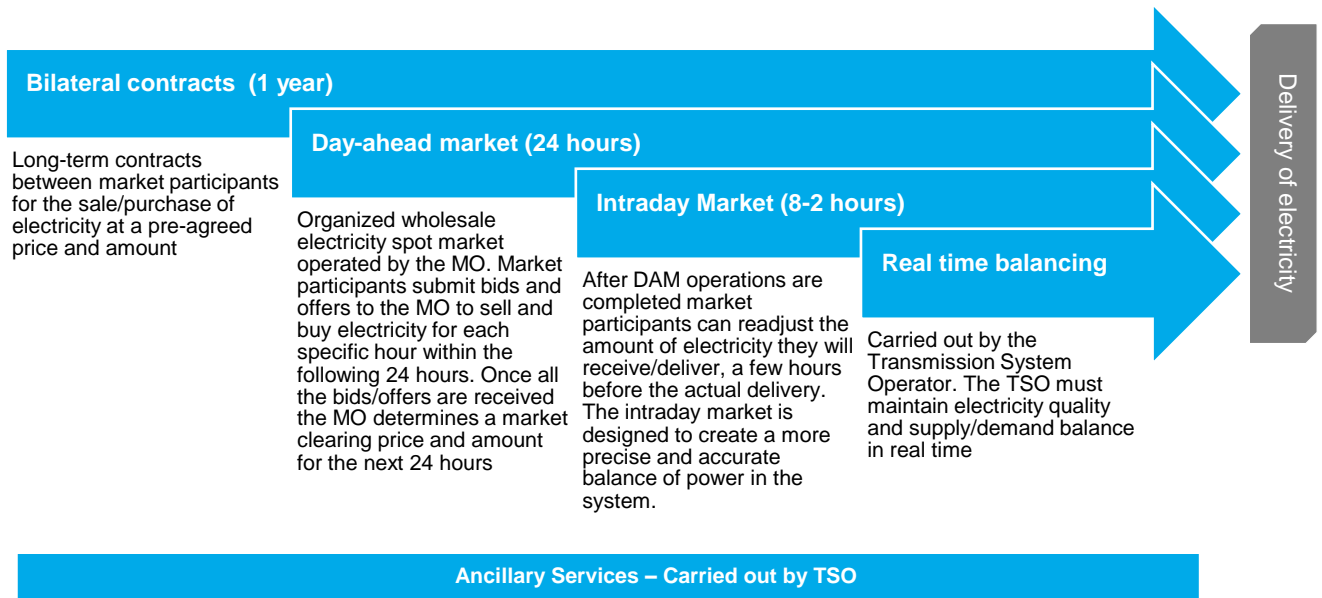 Bilateral contracts  (1 year)
Long-term contracts
between market participants
for the sale/purchase of
electricity at a pre-agreed
price and amount
Day-ahead market (24 hours)
Organized wholesale
electricity spot market
operated by the MO. Market
participants submit bids and
offers to the MO to sell and
buy electricity for each
specific hour within the
following 24 hours. Once all
the bids/offers are received
the MO determines a market
clearing price and amount
for the next 24 hours
Intraday Market (8-2 hours)
After DAM operations are
completed market
participants can readjust the
amount of electricity they will
receive/deliver, a few hours
before the actual delivery.
The intraday market is
designed to create a more
precise and accurate
balance of power in the
system.
Real time balancing
Carried out by the
Transmission System
Operator. The TSO must
maintain electricity quality
and supply/demand balance
in real time
Delivery of electricity
Ancillary Services – Carried out by TSO